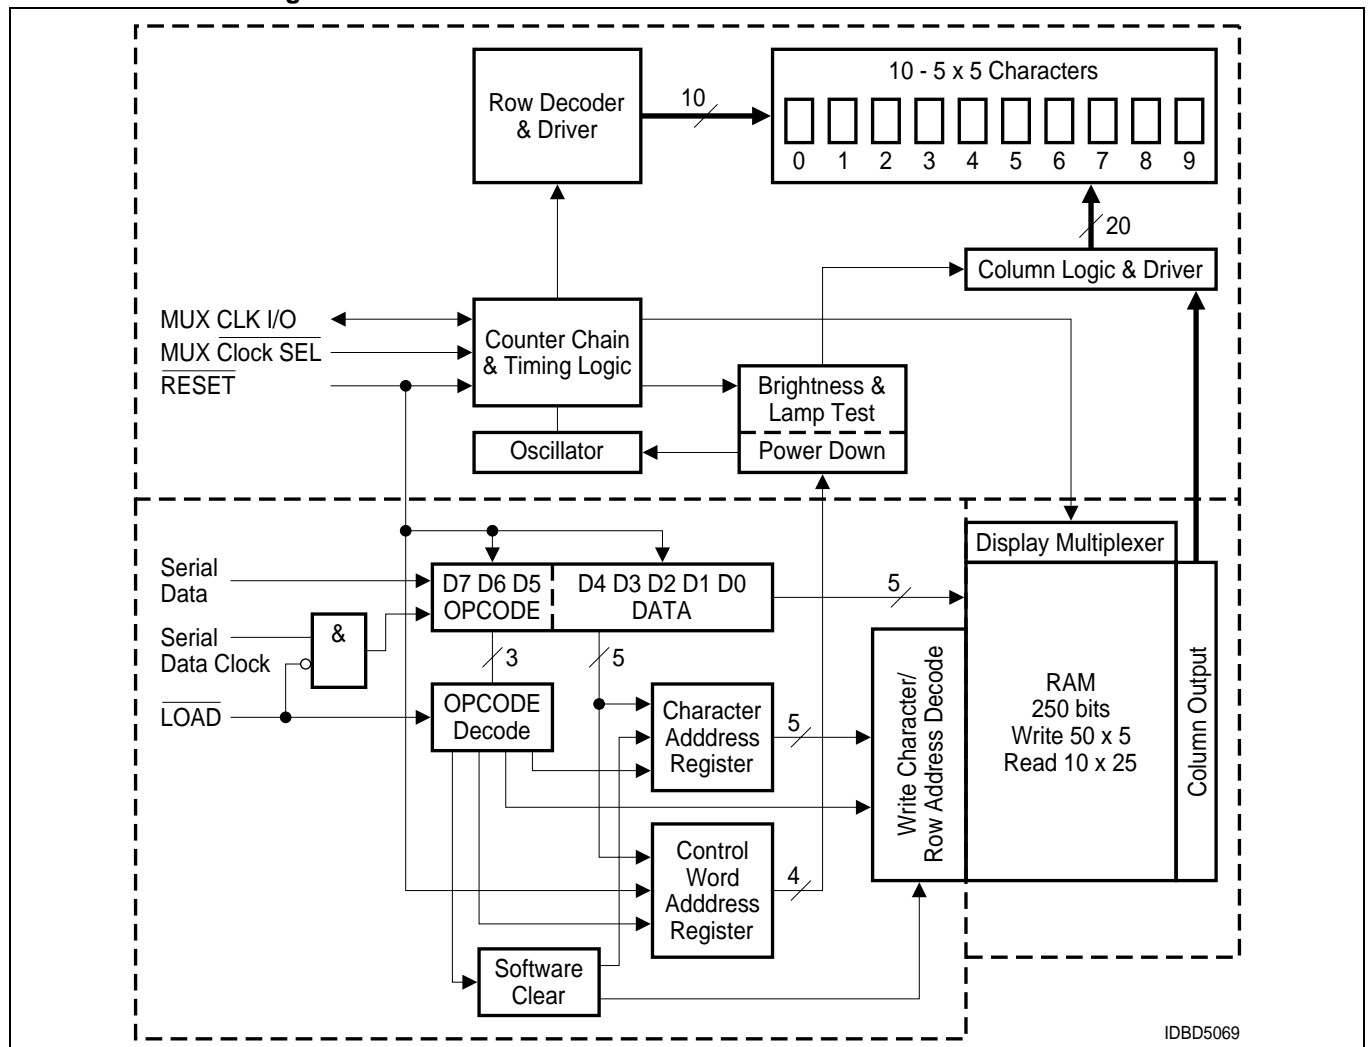 10 - 5 x 5 Characters
0 1 2 3 4 5 6 7 8 9
Row Decoder
& Driver
10
20
Column Logic & Driver
MUX CLK I/O
MUX Clock SEL
RESET
Counter Chain
& Timing Logic
Brightness &
Lamp Test
Power Down
Oscillator
Display Multiplexer
Serial
Data
D7 D6 D5
OPCODE
D4 D3 D2 D1 D0
DATA
5
Serial
Data Clock
&
3
5
LOAD
OPCODE
Decode
Character
Adddress
Register
5
Write Character/
Row Address Decode
RAM
250 bits
Write 50 x 5
Read 10 x 25
Column Output
Control
Word
Adddress
Register
4
Software
Clear
IDBD5069